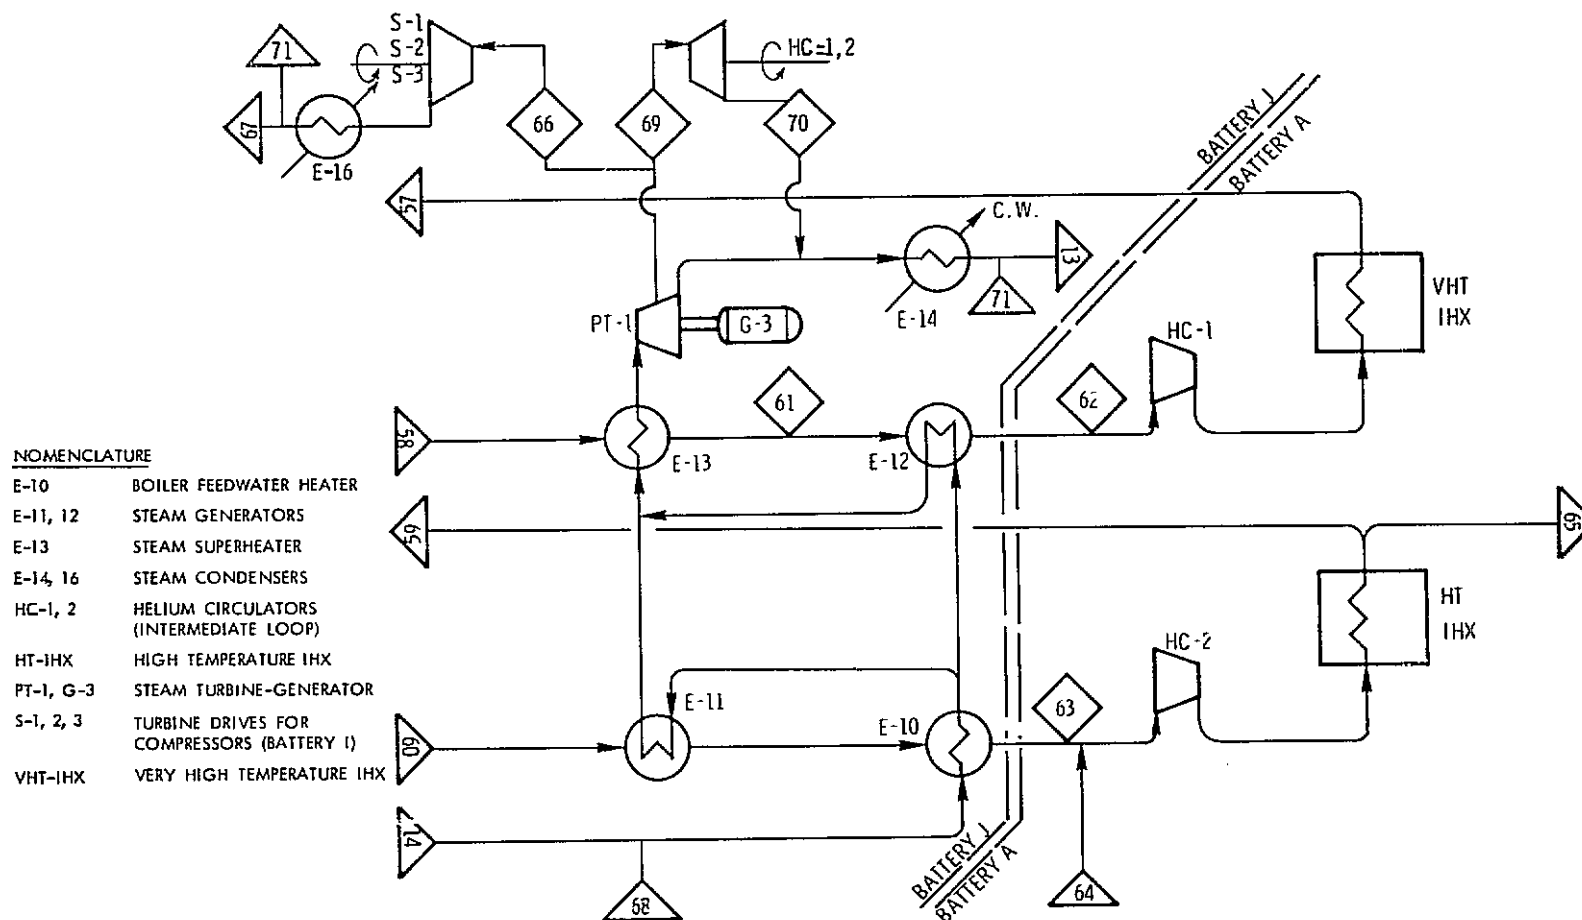 S-1
S-2
S-3
71
HC-1, 2
67
66
69
70
E-16
BATTERY J
BATTERY A
57
C.W.
13
71
VHT
IHX
PT-1
G-3
E-14
HC-1
61
62
58
E-13
E-12
NOMENCLATURE
E-10 BOILER FEEDWATER HEATER
E-11, 12 STEAM GENERATORS
E-13 STEAM SUPERHEATER
E-14, 16 STEAM CONDENSERS
HC-1, 2 HELIUM CIRCULATORS
(INTERMEDIATE LOOP)
HT-IHX HIGH TEMPERATURE IHX
PT-1, G-3 STEAM TURBINE-GENERATOR
S-1, 2, 3 TURBINE DRIVES FOR
COMPRESSORS (BATTERY I)
VHT-IHX VERY HIGH TEMPERATURE IHX
65
65
HT
IHX
HC-2
E-11
E-10
63
60
14
68
BATTERY J
BATTERY A
64